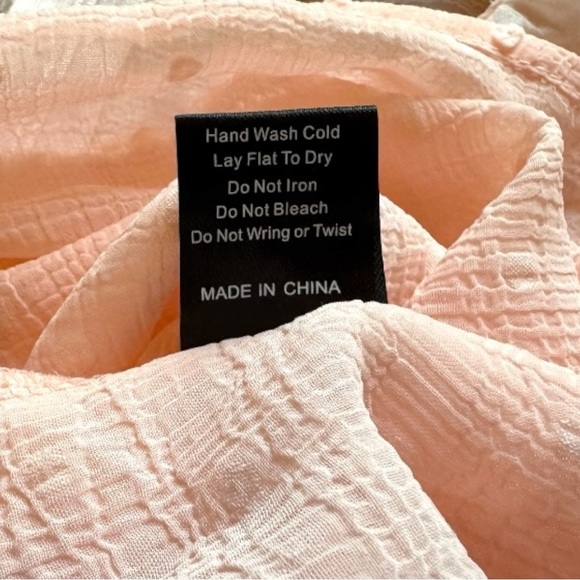 Hand Wash Cold
Lay Flat To Dry
Do Not Iron
Do Not Bleach
Do Not Wring or Twist
MADE IN CHINA